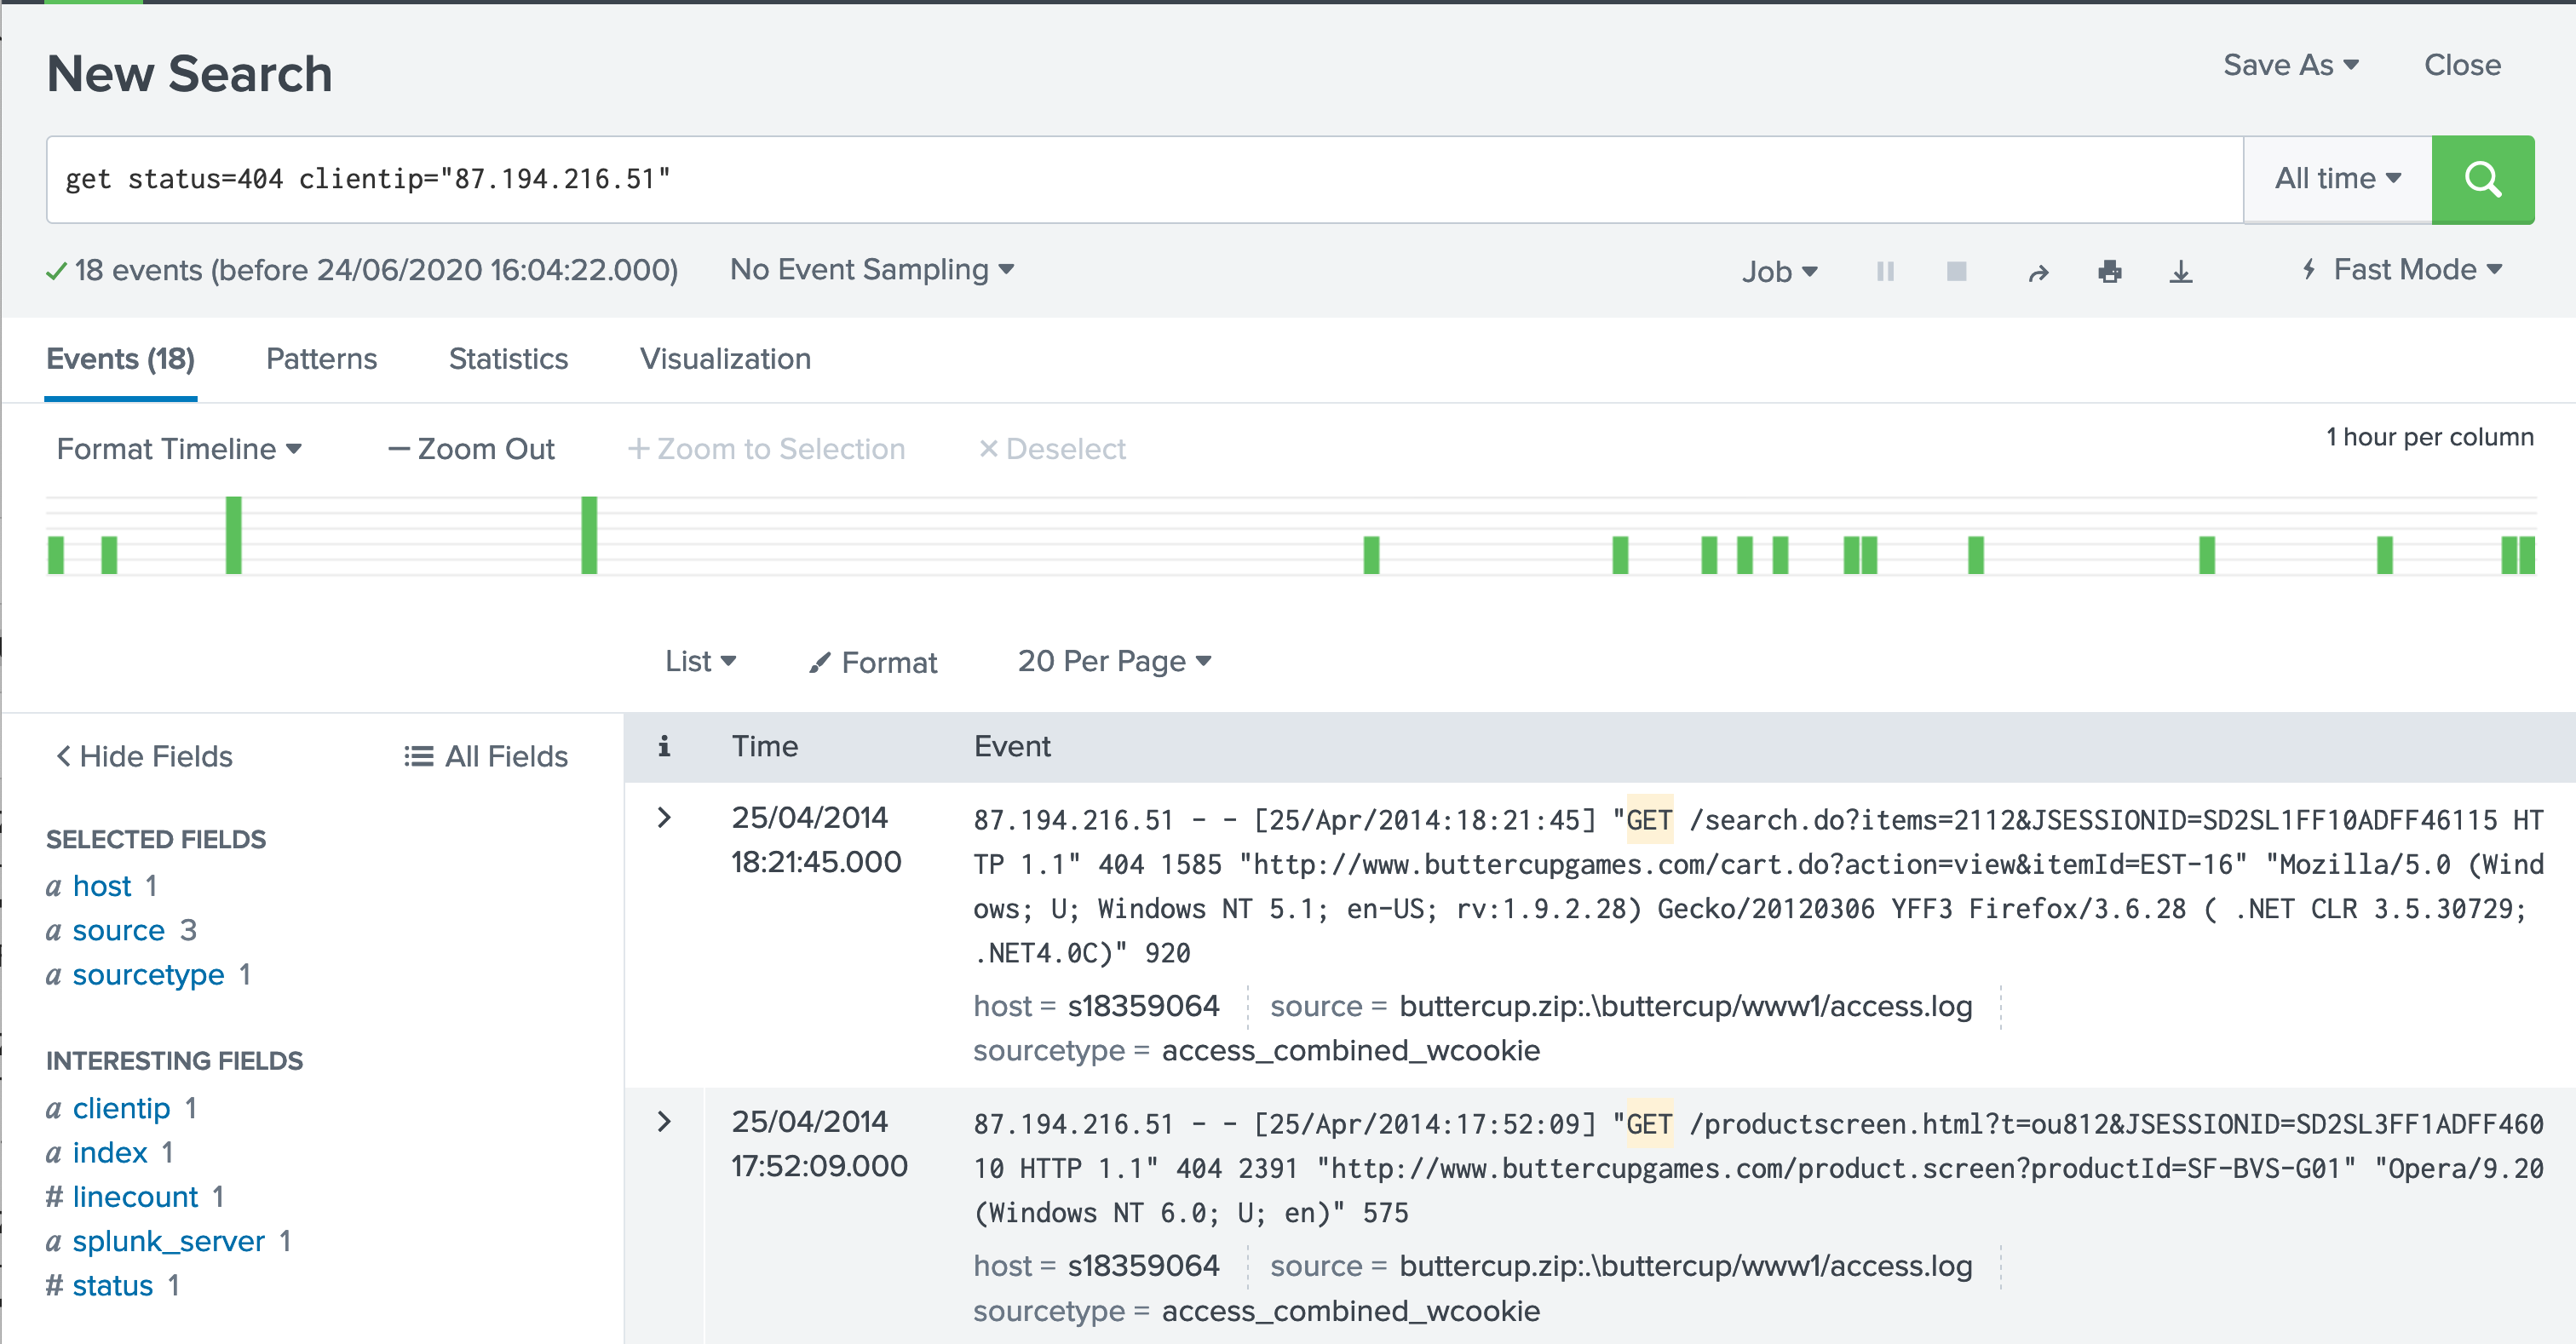 New Search
Save As
Close
get status=404 clientip="87.194.216.51"
All time
18 events (before 24/06/2020 16:04:22.000)
No Event Sampling
Job
Fast Mode
Events (18)
Patterns
Statistics
Visualization
Format Timeline
— Zoom Out
+ Zoom to Selection
× Deselect
1 hour per column
List
Format
20 Per Page
< Hide Fields
All Fields
SELECTED FIELDS
a host 1
a source 3
a sourcetype 1
INTERESTING FIELDS
a clientip 1
a index 1
# linecount 1
a splunk_server 1
# status 1
i
Time
Event
>
25/04/2014
18:21:45.000
87.194.216.51 - - [25/Apr/2014:18:21:45] "GET /search.do?items=2112&JSESSIONID=SD2SL1FF10ADFF46115 HT
TP 1.1" 404 1585 "http://www.buttercupgames.com/cart.do?action=view&itemId=EST-16" "Mozilla/5.0 (Wind
ows; U; Windows NT 5.1; en-US; rv:1.9.2.28) Gecko/20120306 YFF3 Firefox/3.6.28 ( .NET CLR 3.5.30729;
.NET4.0C)" 920
host = s18359064
source = buttercup.zip:.\buttercup/www1/access.log
sourcetype = access_combined_wcookie
>
25/04/2014
17:52:09.000
87.194.216.51 - - [25/Apr/2014:17:52:09] "GET /productscreen.html?t=ou812&JSESSIONID=SD2SL3FF1ADFF460
10 HTTP 1.1" 404 2391 "http://www.buttercupgames.com/product.screen?productId=SF-BVS-G01" "Opera/9.20
(Windows NT 6.0; U; en)" 575
host = s18359064
source = buttercup.zip:.\buttercup/www1/access.log
sourcetype = access_combined_wcookie